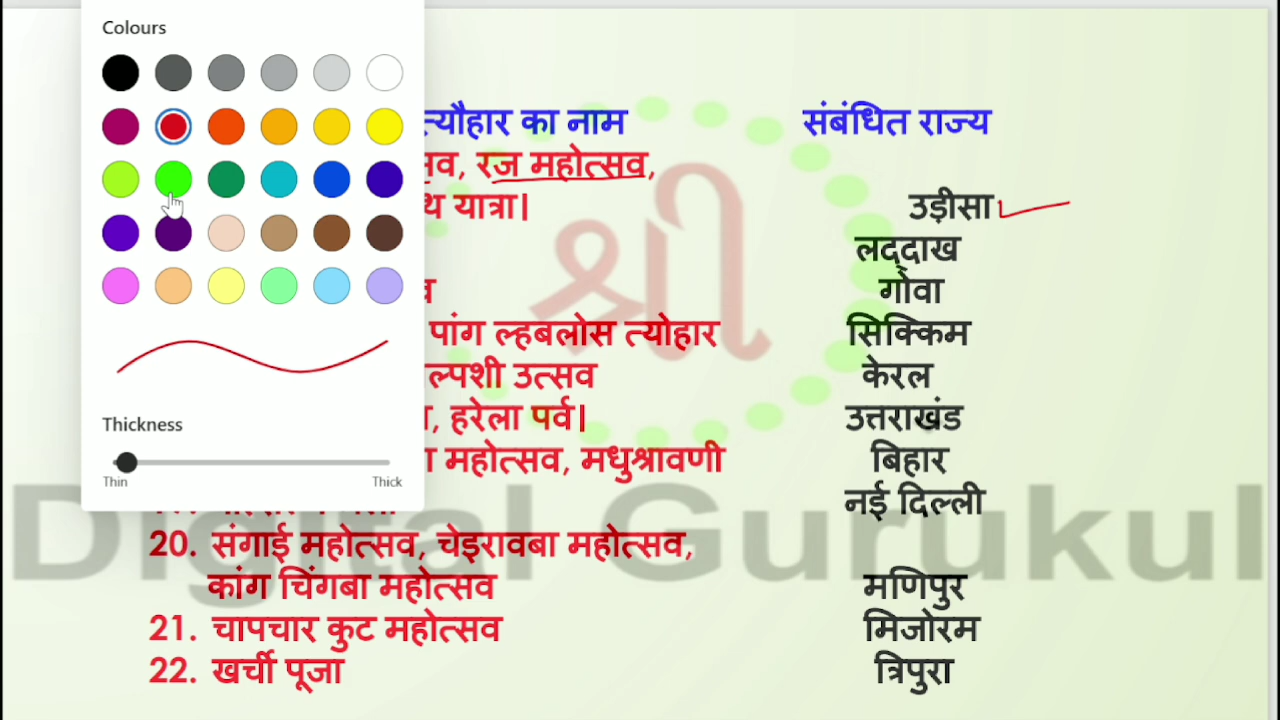 Colours
त्यौहार का नाम संबंधित राज्य
रज महोत्सव,
यात्रा। उड़ीसा
लद्दाख
गोवा
पांग ल्हबलोस त्योहार सिक्किम
ल्पशी उत्सव केरल
हरेला पर्व। उत्तराखंड
Thickness
महोत्सव, मधुश्रावणी बिहार
Thin Thick
नई दिल्ली
20. संगाई महोत्सव, चेइरावबा महोत्सव,
कांग चिंगबा महोत्सव मणिपुर
21. चापचार कुट महोत्सव मिजोरम
22. खर्ची पूजा त्रिपुरा
श्री
Digital Gurukul